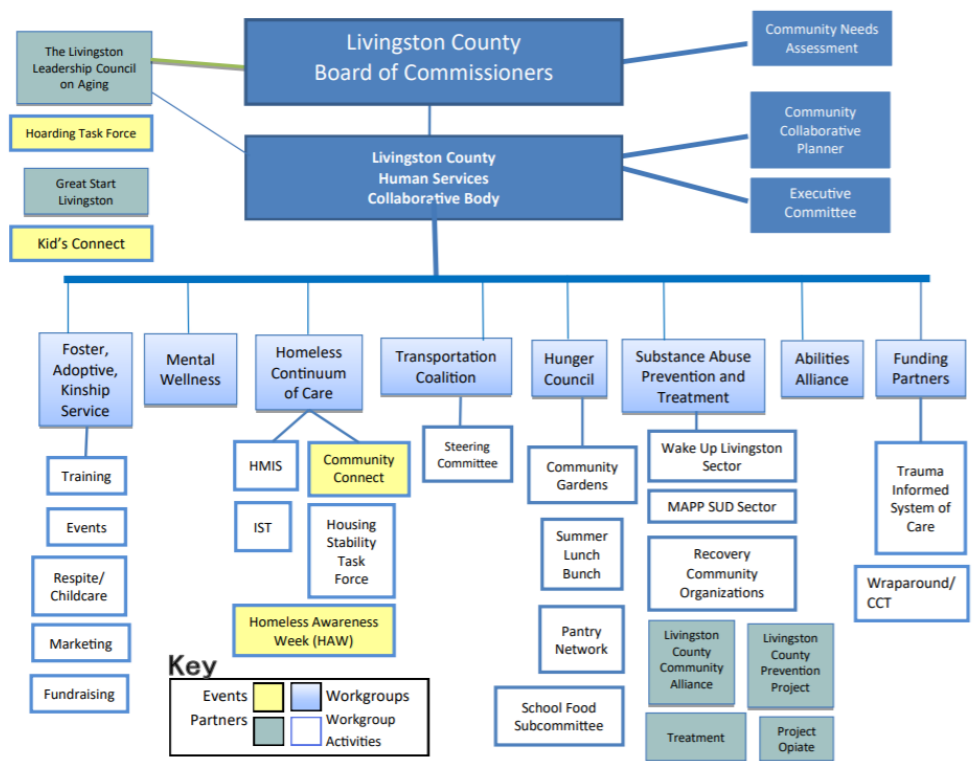 The Livingston
Leadership Council
on Aging
Hoarding Task Force
Great Start
Livingston
Kid's Connect
Livingston County
Board of Commissioners
Livingston County
Human Services
Collaborative Body
Community Needs
Assessment
Community
Collaborative
Planner
Executive
Committee
Foster,
Adoptive,
Kinship
Service
Training
Events
Respite/
Childcare
Marketing
Fundraising
Mental
Wellness
Homeless
Continuum
of Care
HMIS
IST
Community
Connect
Housing
Stability
Task
Force
Homeless Awareness
Week (HAW)
Transportation
Coalition
Steering
Committee
Hunger
Council
Community
Gardens
Summer
Lunch
Bunch
Pantry
Network
School Food
Subcommittee
Substance Abuse
Prevention and
Treatment
Wake Up Livingston
Sector
MAPP SUD Sector
Recovery
Community
Organizations
Livingston
County
Community
Alliance
Livingston
County
Prevention
Project
Treatment
Project
Opiate
Abilities
Alliance
Funding
Partners
Trauma
Informed
System of
Care
Wraparound/
CCT
Key
Events
Workgroups
Partners
Workgroup
Activities